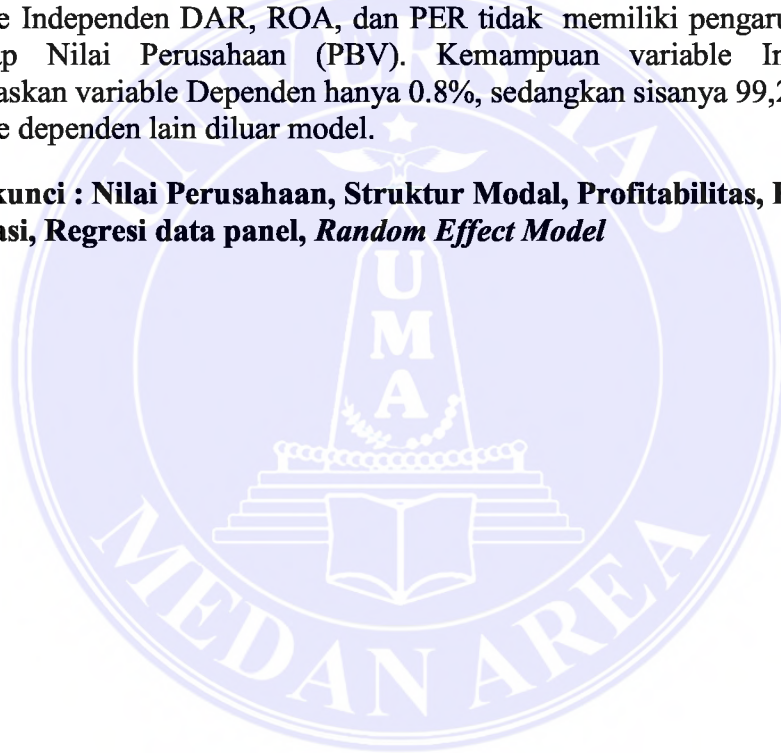 e Independen DAR, ROA, dan PER tidak memiliki pengaru
ap Nilai Perusahaan (PBV). Kemampuan variable In
askan variable Dependen hanya 0.8%, sedangkan sisanya 99,2
e dependen lain diluar model.
kunci : Nilai Perusahaan, Struktur Modal, Profitabilitas,
asi, Regresi data panel, Random Effect Model
UNIVERSITAS
UMA
MEDAN AREA